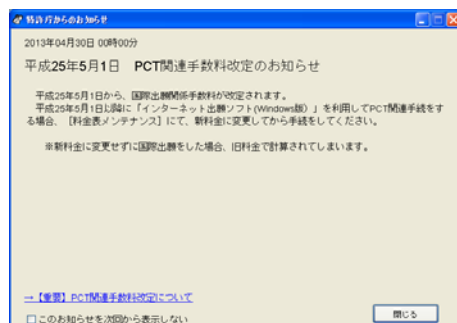 特許庁からのお知らせ
2013年04月30日 00時00分
平成25年5月1日 PCT関連手数料改定のお知らせ
平成25年5月1日から、国際出願関係手数料が改定されます。
平成25年5月1日以降に「インターネット出願ソフト(Windows版)」を利用してPCT関連手続をす
る場合、[料金表メンテナンス]にて、新料金に変更してから手続をしてください。
※新料金に変更せずに国際出願をした場合、旧料金で計算されてしまいます。
→【重要】PCT関連手数料改定について
このお知らせを次回から表示しない
閉じる